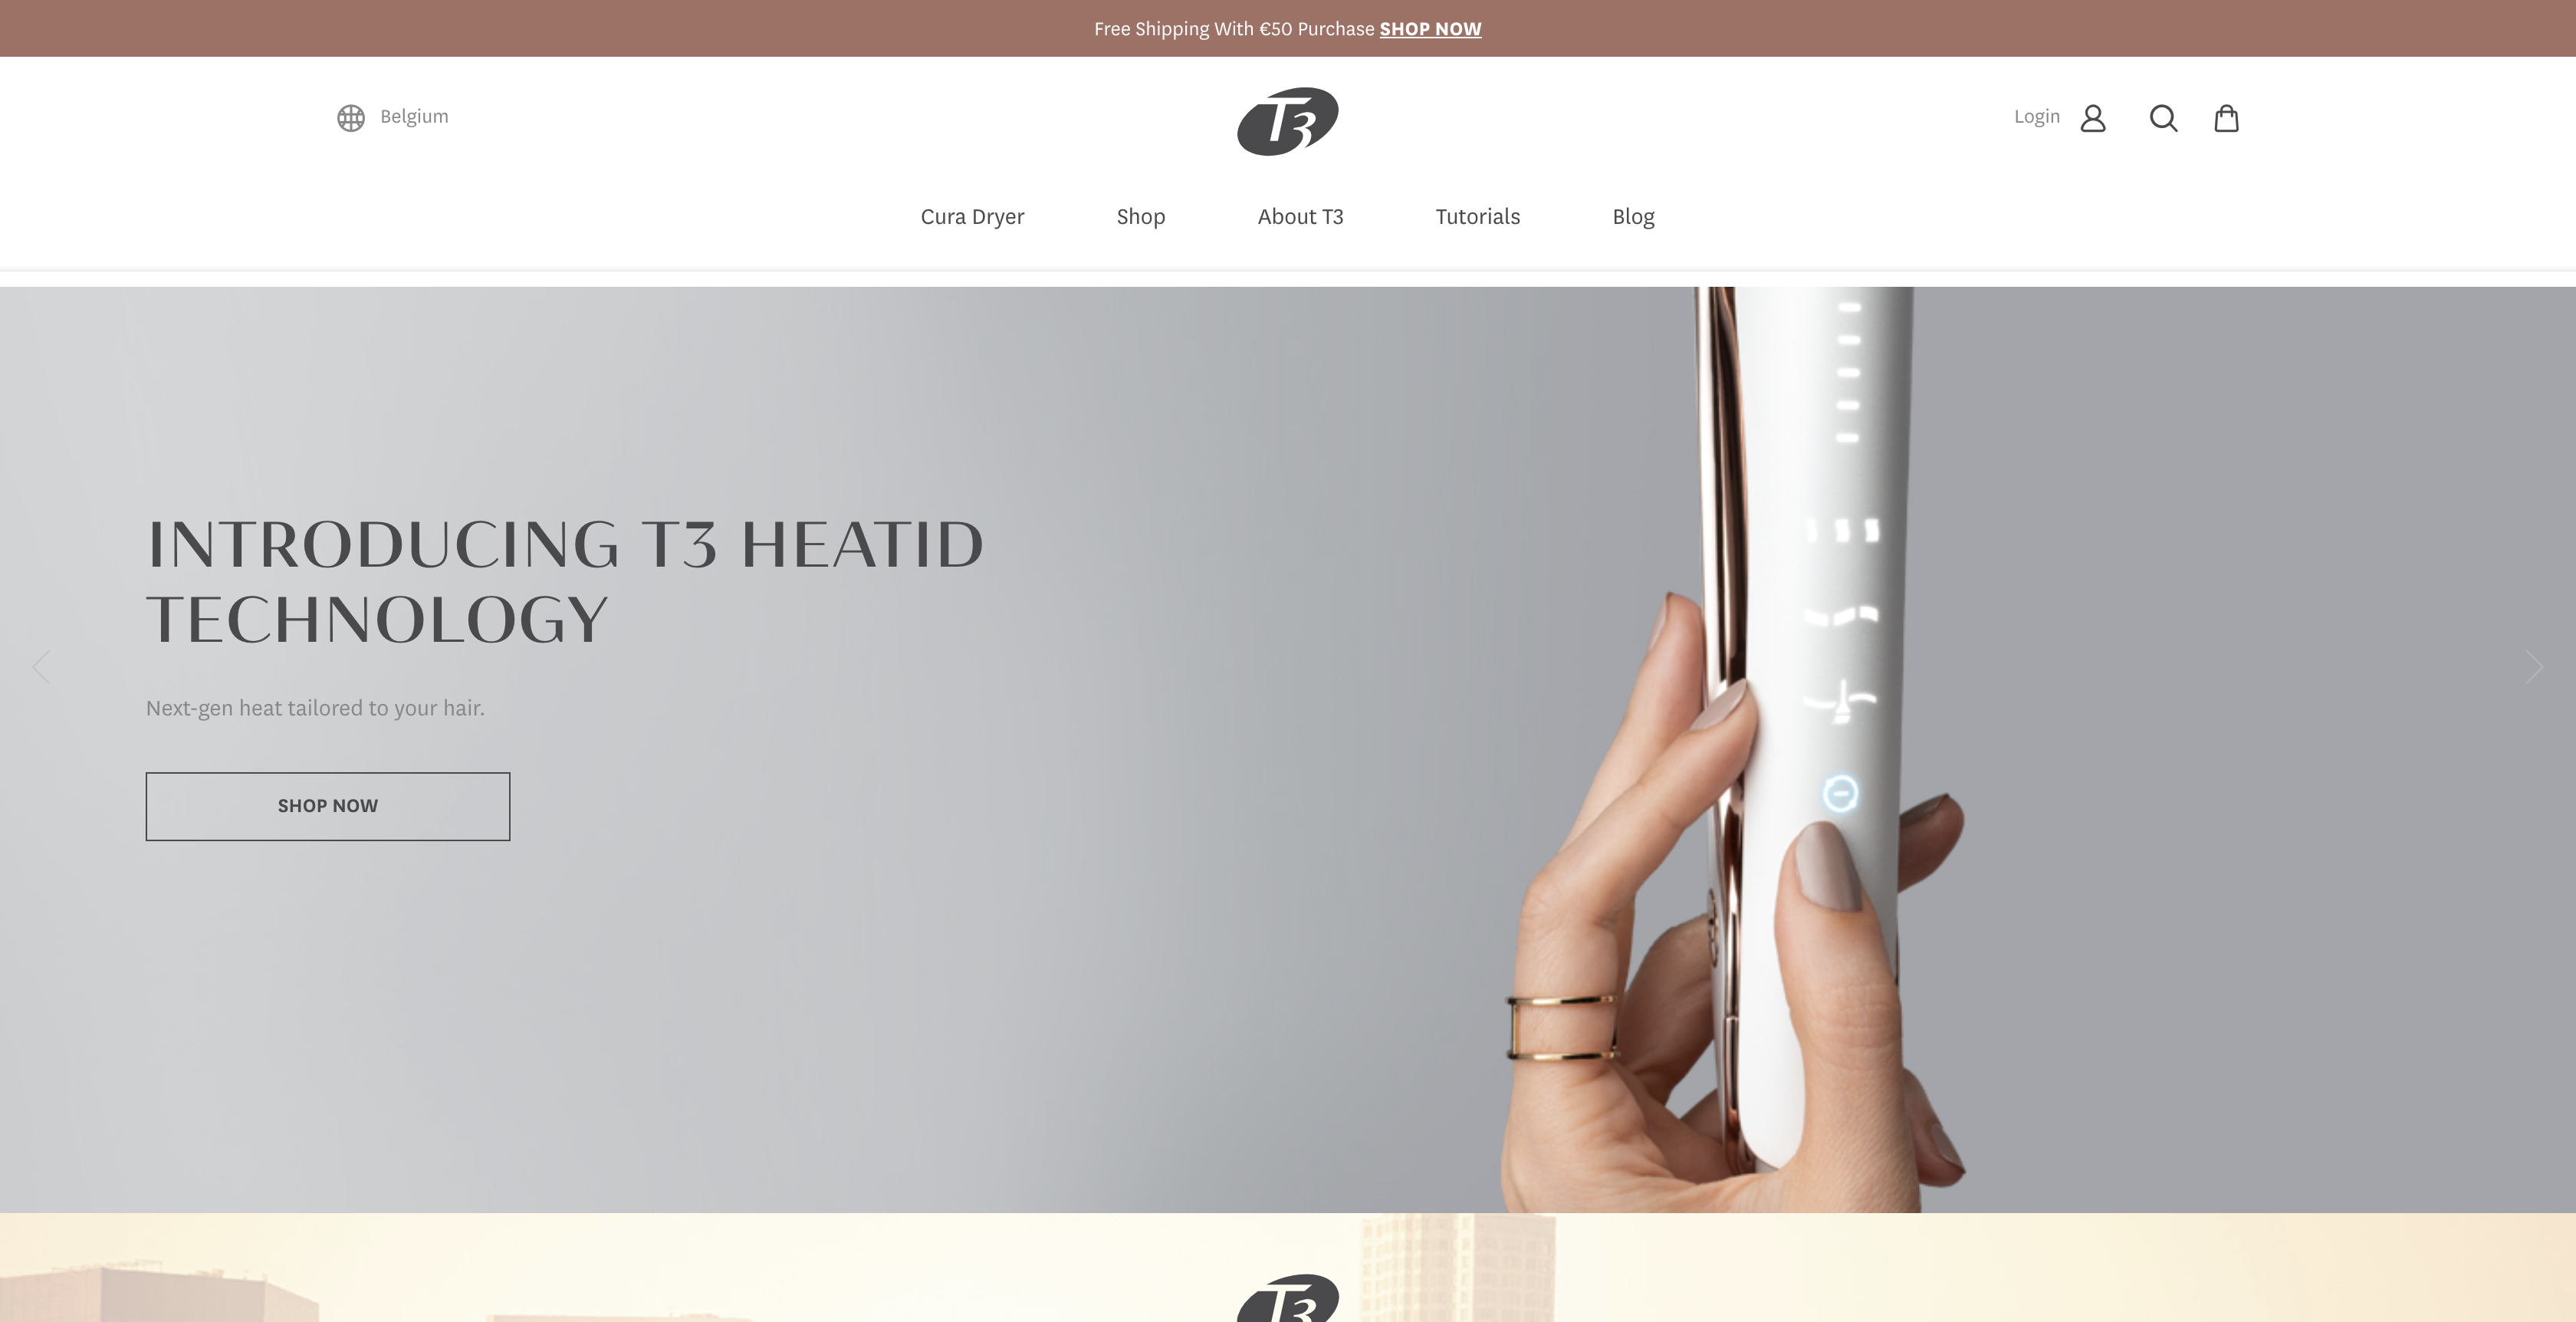 Free Shipping With €50 Purchase SHOP NOW
Belgium
T3
Login
Cura Dryer
Shop
About T3
Tutorials
Blog
INTRODUCING T3 HEATID
TECHNOLOGY
Next-gen heat tailored to your hair.
SHOP NOW
T3